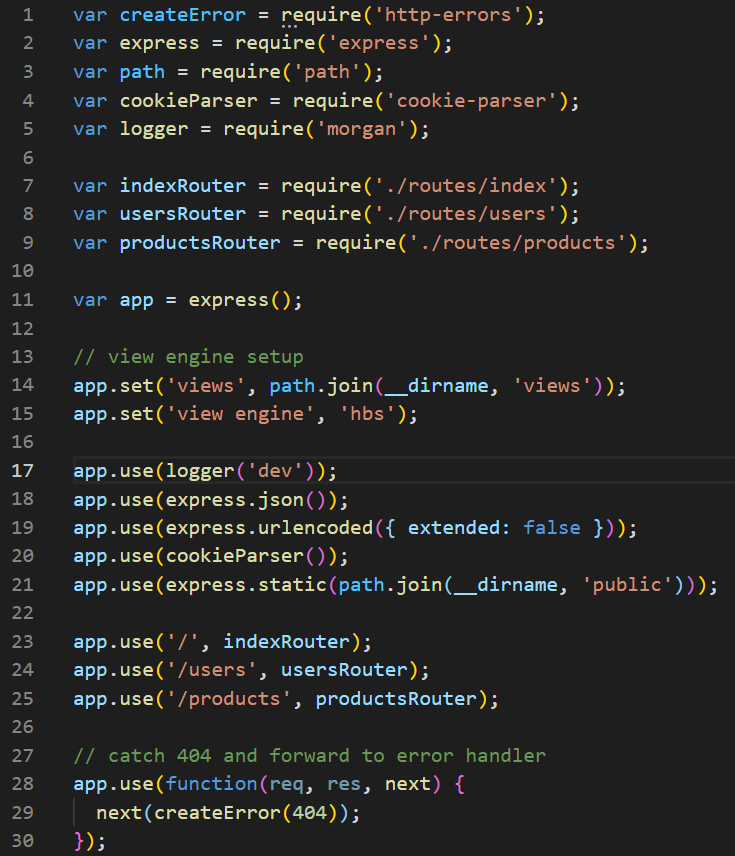 1 var createError = require('http-errors');
2 var express = require('express');
3 var path = require('path');
4 var cookieParser = require('cookie-parser');
5 var logger = require('morgan');
6
7 var indexRouter = require('./routes/index');
8 var usersRouter = require('./routes/users');
9 var productsRouter = require('./routes/products');
10
11 var app = express();
12
13 // view engine setup
14 app.set('views', path.join(__dirname, 'views'));
15 app.set('view engine', 'hbs');
16
17 app.use(logger('dev'));
18 app.use(express.json());
19 app.use(express.urlencoded({ extended: false }));
20 app.use(cookieParser());
21 app.use(express.static(path.join(__dirname, 'public')));
22
23 app.use('/', indexRouter);
24 app.use('/users', usersRouter);
25 app.use('/products', productsRouter);
26
27 // catch 404 and forward to error handler
28 app.use(function(req, res, next) {
29   next(createError(404));
30 });